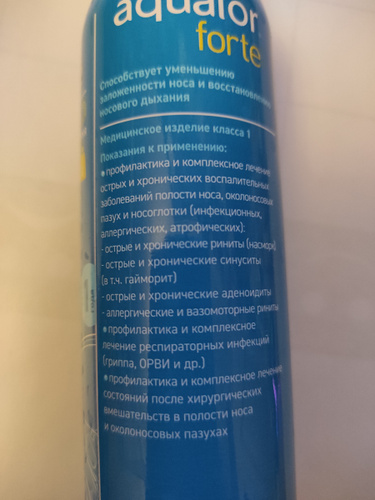 aqualor
forte
Способствует уменьшению
заложенности носа и восстановлению
носового дыхания
Медицинское изделие класса 1
Показания к применению:
•профилактика и комплексное лечение
острых и хронических воспалительных
заболеваний полости носа, околоносовых
пазух и носоглотки (инфекционных,
аллергических, атрофических):
- острые и хронические риниты (насморк)
- острые и хронические синуситы
(в т.ч. гайморит)
- острые и хронические аденоидиты
- аллергические и вазомоторные риниты
•профилактика и комплексное
лечение респираторных инфекций
(гриппа, ОРВИ и др.)
•профилактика и комплексное лечение
состояний после хирургических
вмешательств в полости носа
и околоносовых пазухах